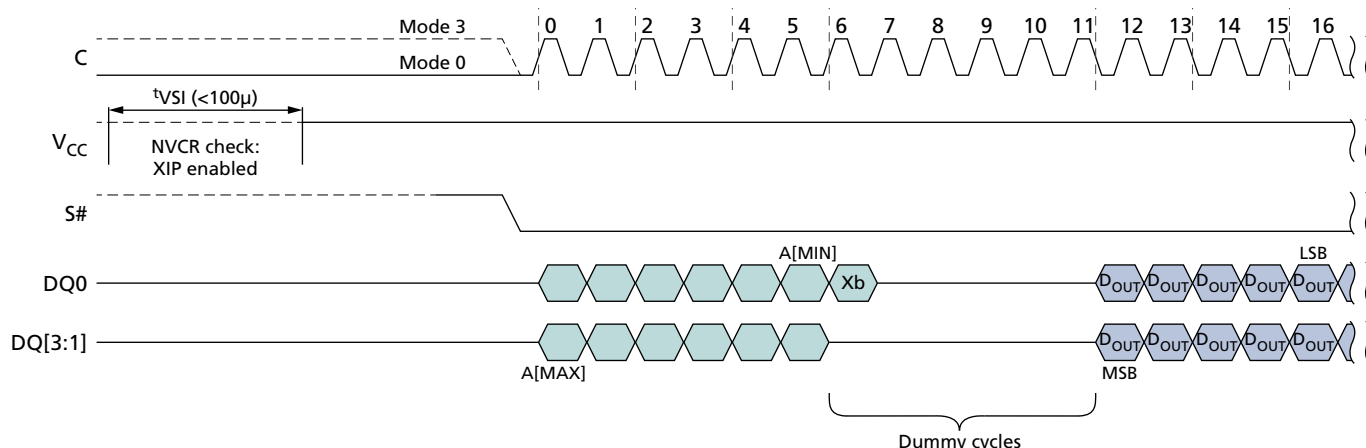 Mode 3
0 1 2 3 4 5 6 7 8 9 10 11 12 13 14 15 16
C
Mode 0
tVSI (<100µ)
VCC
NVCR check:
XIP enabled
S#
A[MIN]
LSB
DQ0
Xb
DOUT DOUT DOUT DOUT DOUT
DQ[3:1]
DOUT DOUT DOUT DOUT DOUT
A[MAX]
MSB
Dummy cycles